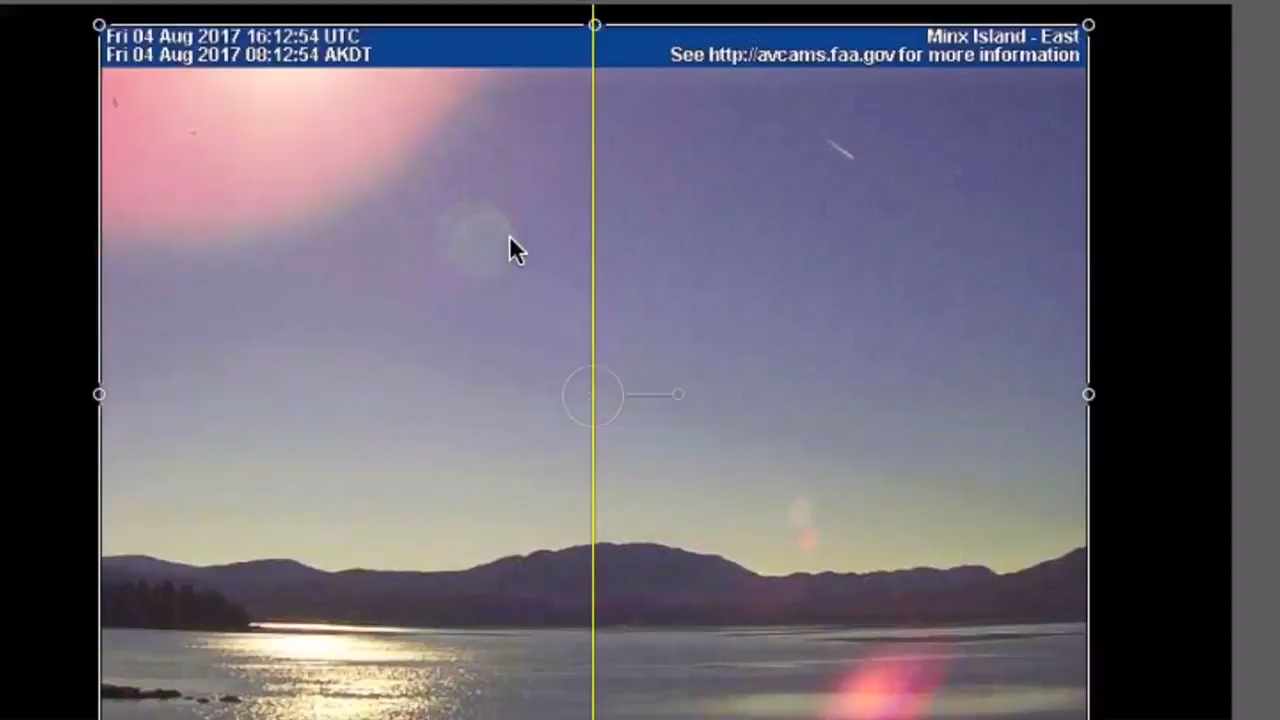 Fri 04 Aug 2017 16:12:54 UTC
Fri 04 Aug 2017 08:12:54 AKDT
Minx Island - East
See http://avcams.faa.gov for more information